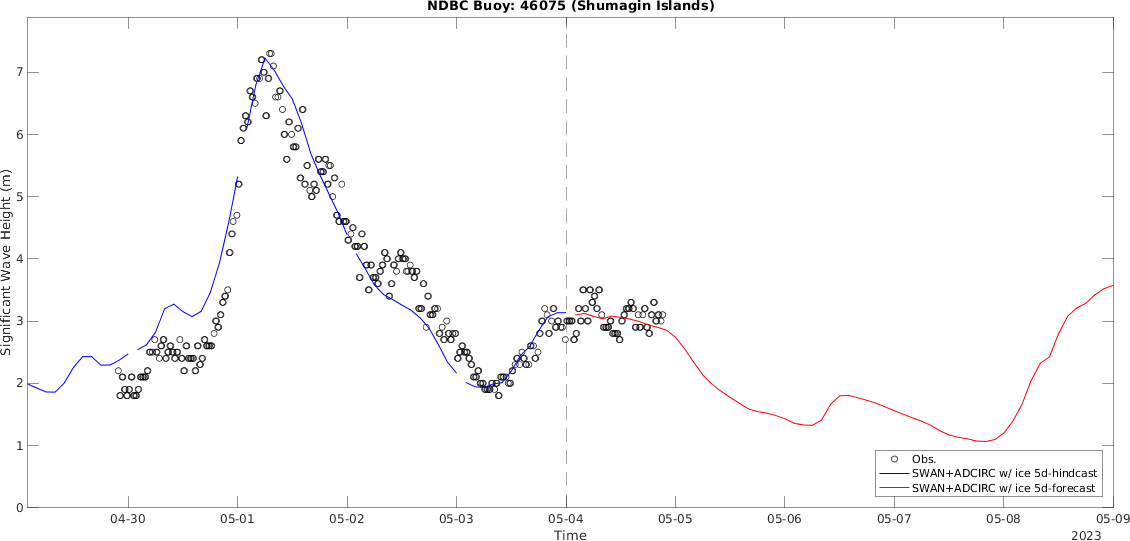 NDBC Buoy: 46075 (Shumagin Islands)
Significant Wave Height (m)
7
6
5
4
3
2
1
0
04-30 05-01 05-02 05-03 05-04 05-05 05-06 05-07 05-08 05-09
Time
2023
Obs.
SWAN+ADCIRC w/ ice 5d-hindcast
SWAN+ADCIRC w/ ice 5d-forecast